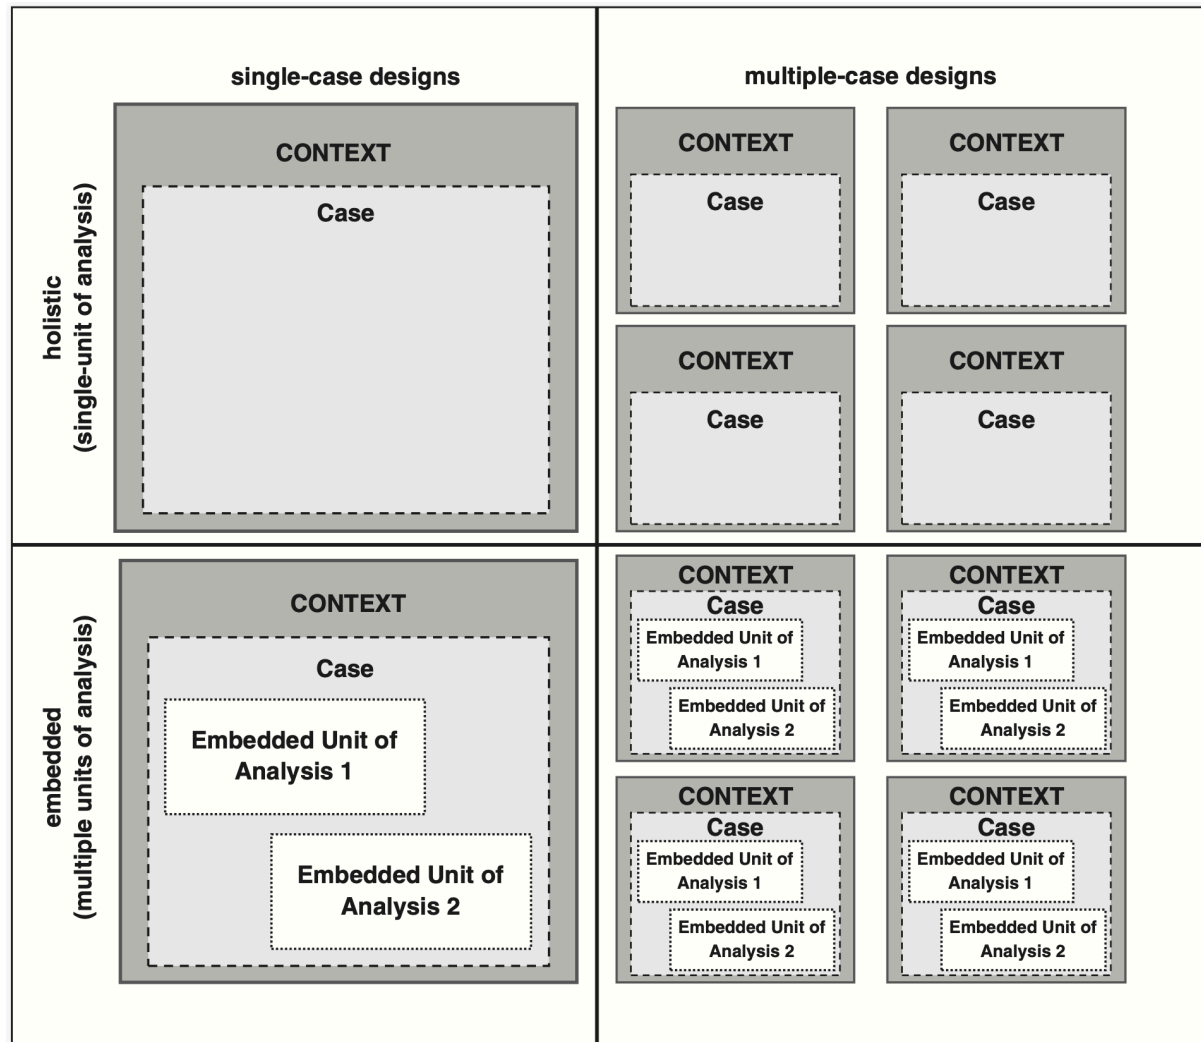 single-case designs
multiple-case designs
holistic
(single-unit of analysis)
CONTEXT
Case
CONTEXT
Case
CONTEXT
Case
CONTEXT
Case
CONTEXT
Case
embedded
(multiple units of analysis)
CONTEXT
Case
Embedded Unit of
Analysis 1
Embedded Unit of
Analysis 2
CONTEXT
Case
Embedded Unit of
Analysis 1
Embedded Unit of
Analysis 2
CONTEXT
Case
Embedded Unit of
Analysis 1
Embedded Unit of
Analysis 2
CONTEXT
Case
Embedded Unit of
Analysis 1
Embedded Unit of
Analysis 2
CONTEXT
Case
Embedded Unit of
Analysis 1
Embedded Unit of
Analysis 2